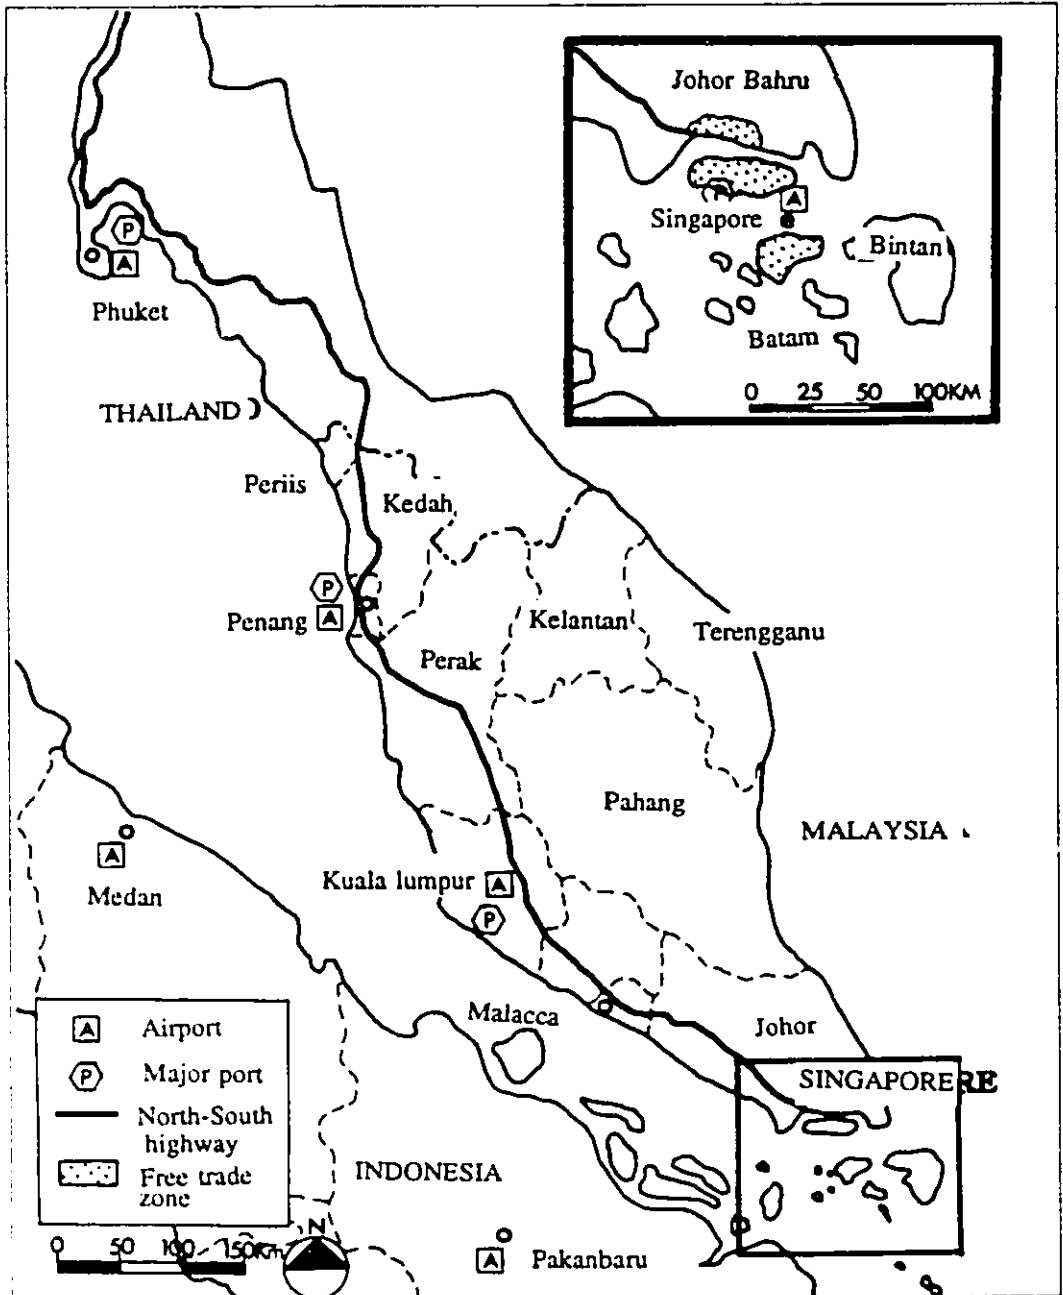 Johor Bahru
A
Singapore
Bintan
Batam
0 25 50 100KM
P
A
Phuket
THAILAND
Periis
Kedah
P
Penang A
Kelantan
Terengganu
Perak
Pahang
MALAYSIA
A
Medan
Kuala lumpur A
P
Malacca
Johor
SINGAPORERE
A Airport
P Major port
North-South
highway
Free trade
zone
INDONESIA
0 50 100 150Km
N
A Pakanbaru